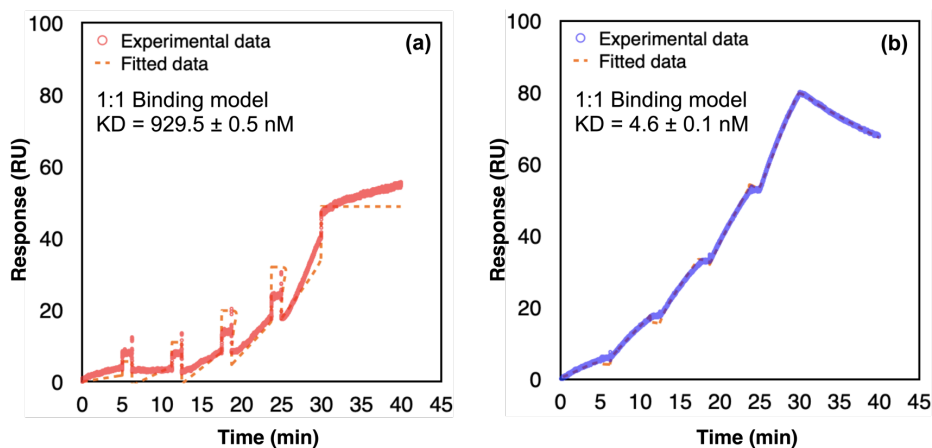 (a)
Experimental data
Fitted data
1:1 Binding model
KD = 929.5 ± 0.5 nM
Response (RU)
100
80
60
40
20
0
0 5 10 15 20 25 30 35 40 45
Time (min)
(b)
Experimental data
Fitted data
1:1 Binding model
KD = 4.6 ± 0.1 nM
Response (RU)
100
80
60
40
20
0
0 5 10 15 20 25 30 35 40 45
Time (min)